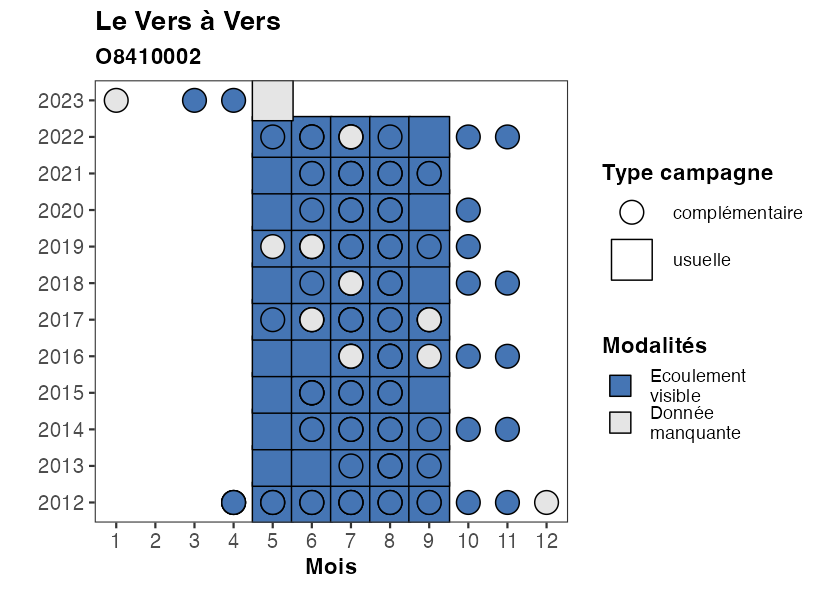 Le Vers à Vers
O8410002
2023
2022
2021
2020
2019
2018
2017
2016
2015
2014
2013
2012
1 2 3 4 5 6 7 8 9 10 11 12
Mois
Type campagne
complémentaire
usuelle
Modalités
Ecoulement
visible
Donnée
manquante